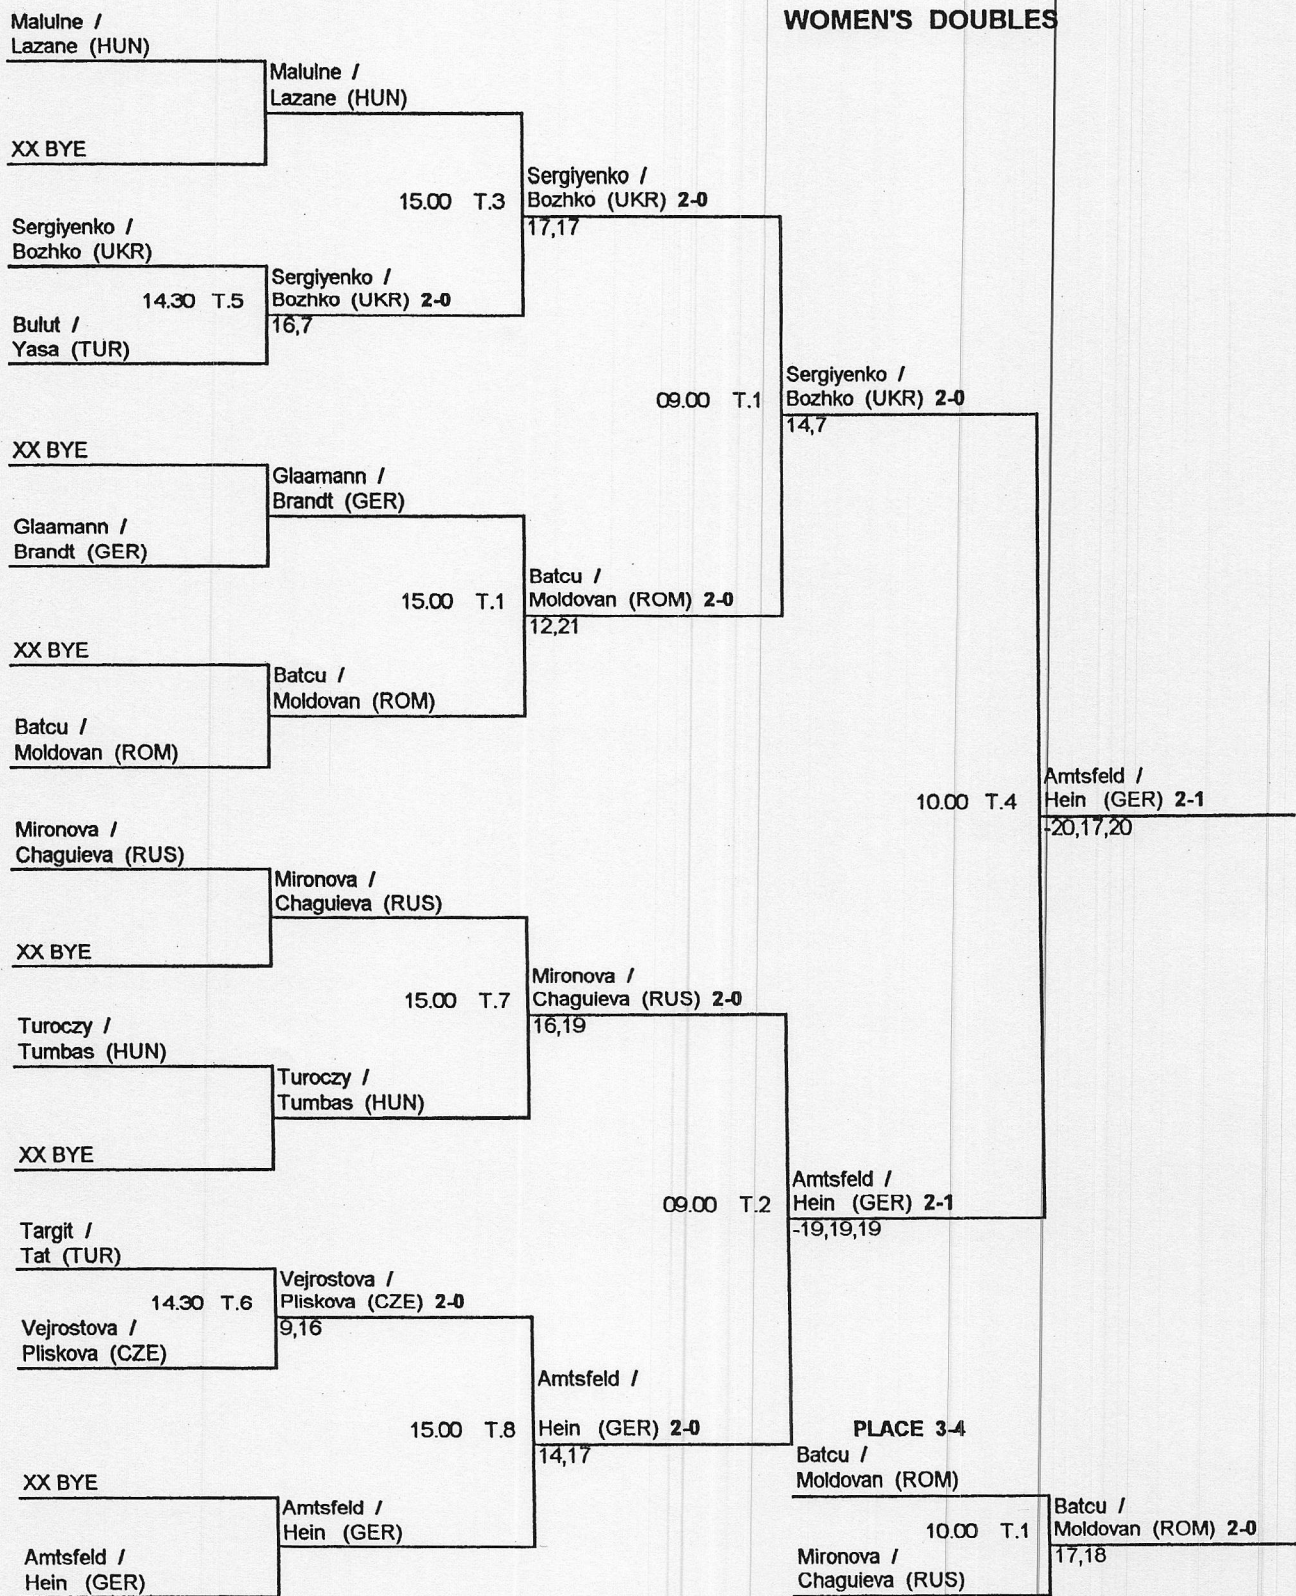 WOMEN'S DOUBLES
Malulne /
Lazane (HUN)
Malulne /
Lazane (HUN)
XX BYE
15.00 T.3
Sergiyenko /
Bozhko (UKR) 2-0
17,17
Sergiyenko /
Bozhko (UKR)
14.30 T.5
Sergiyenko /
Bozhko (UKR) 2-0
16,7
Bulut /
Yasa (TUR)
09.00 T.1
Sergiyenko /
Bozhko (UKR) 2-0
14,7
XX BYE
Glaamann /
Brandt (GER)
Glaamann /
Brandt (GER)
15.00 T.1
Batcu /
Moldovan (ROM) 2-0
12,21
XX BYE
Batcu /
Moldovan (ROM)
Batcu /
Moldovan (ROM)
10.00 T.4
Amtsfeld /
Hein (GER) 2-1
-20,17,20
Mironova /
Chaguieva (RUS)
Mironova /
Chaguieva (RUS)
XX BYE
15.00 T.7
Mironova /
Chaguieva (RUS) 2-0
16,19
Turoczy /
Tumbas (HUN)
Turoczy /
Tumbas (HUN)
XX BYE
09.00 T.2
Amtsfeld /
Hein (GER) 2-1
-19,19,19
Targit /
Tat (TUR)
14.30 T.6
Vejrostova /
Pliskova (CZE) 2-0
9,16
Vejrostova /
Pliskova (CZE)
15.00 T.8
Amtsfeld /
Hein (GER) 2-0
14,17
XX BYE
Amtsfeld /
Hein (GER)
Amtsfeld /
Hein (GER)
PLACE 3-4
Batcu /
Moldovan (ROM)
10.00 T.1
Batcu /
Moldovan (ROM) 2-0
17,18
Mironova /
Chaguieva (RUS)